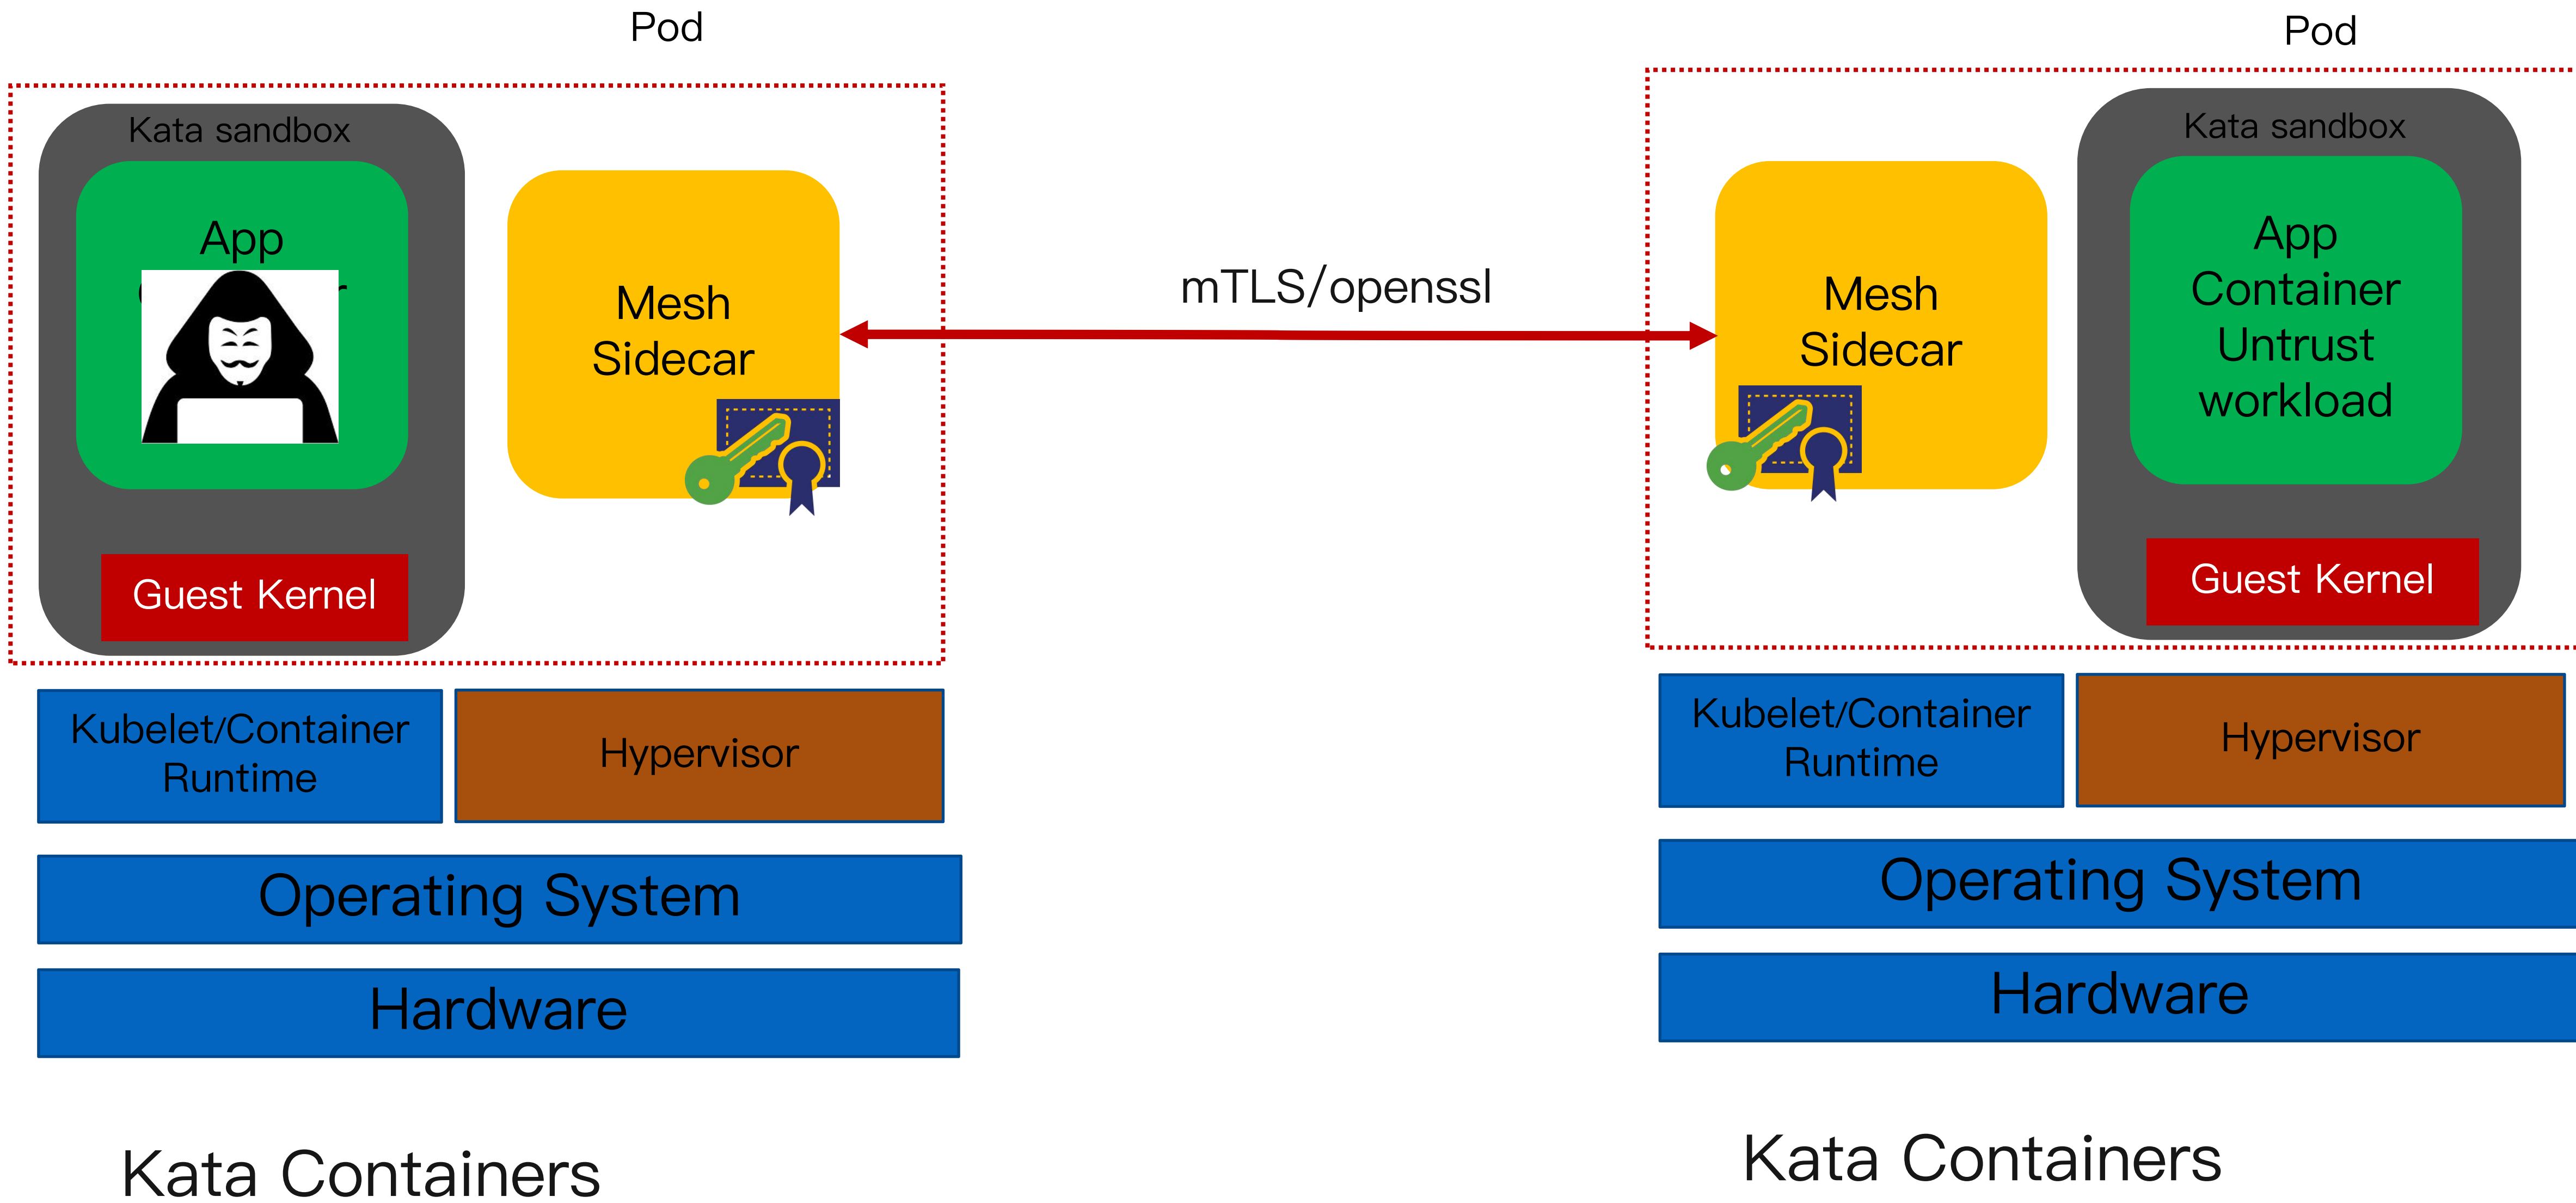 Pod
Kata sandbox
App
Mesh
Sidecar
Guest Kernel
Kubelet/Container
Runtime
Hypervisor
Operating System
Hardware
Kata Containers
mTLS/openssl
Pod
Mesh
Sidecar
Kata sandbox
App
Container
Untrust
workload
Guest Kernel
Kubelet/Container
Runtime
Hypervisor
Operating System
Hardware
Kata Containers